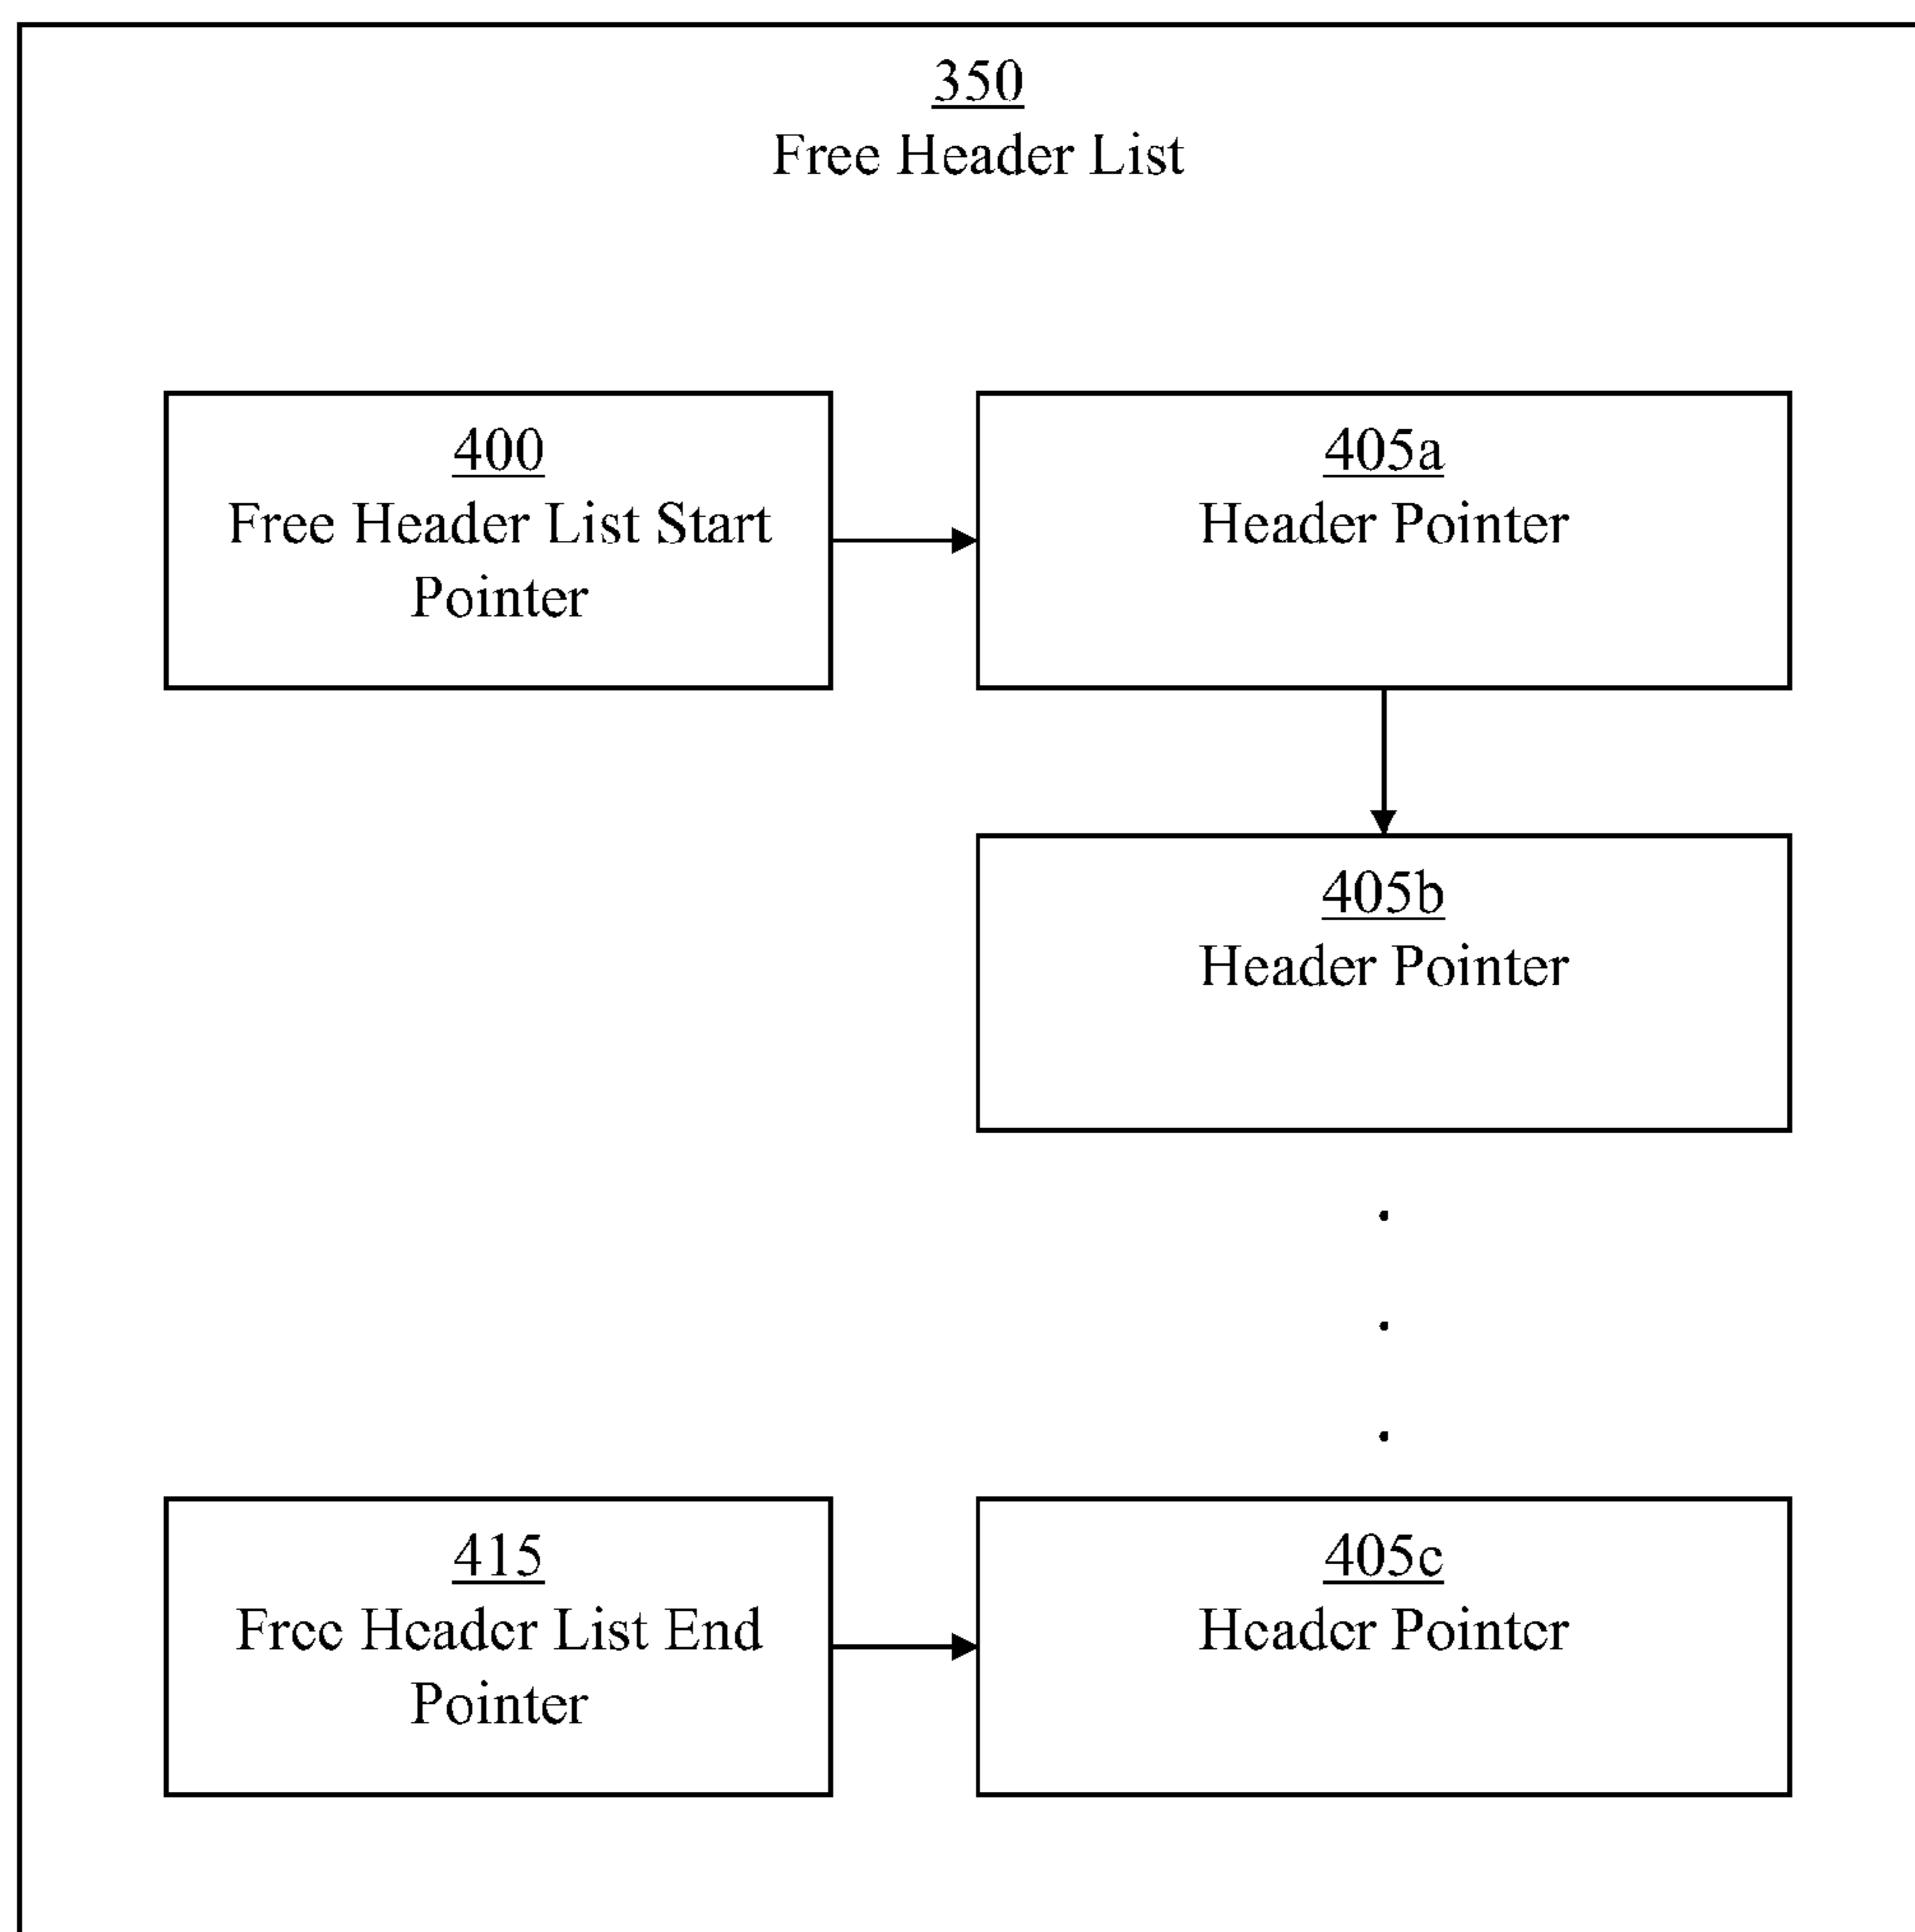 350
Free Header List
400
Free Header List Start
Pointer
405a
Header Pointer
405b
Header Pointer
415
Free Header List End
Pointer
405c
Header Pointer